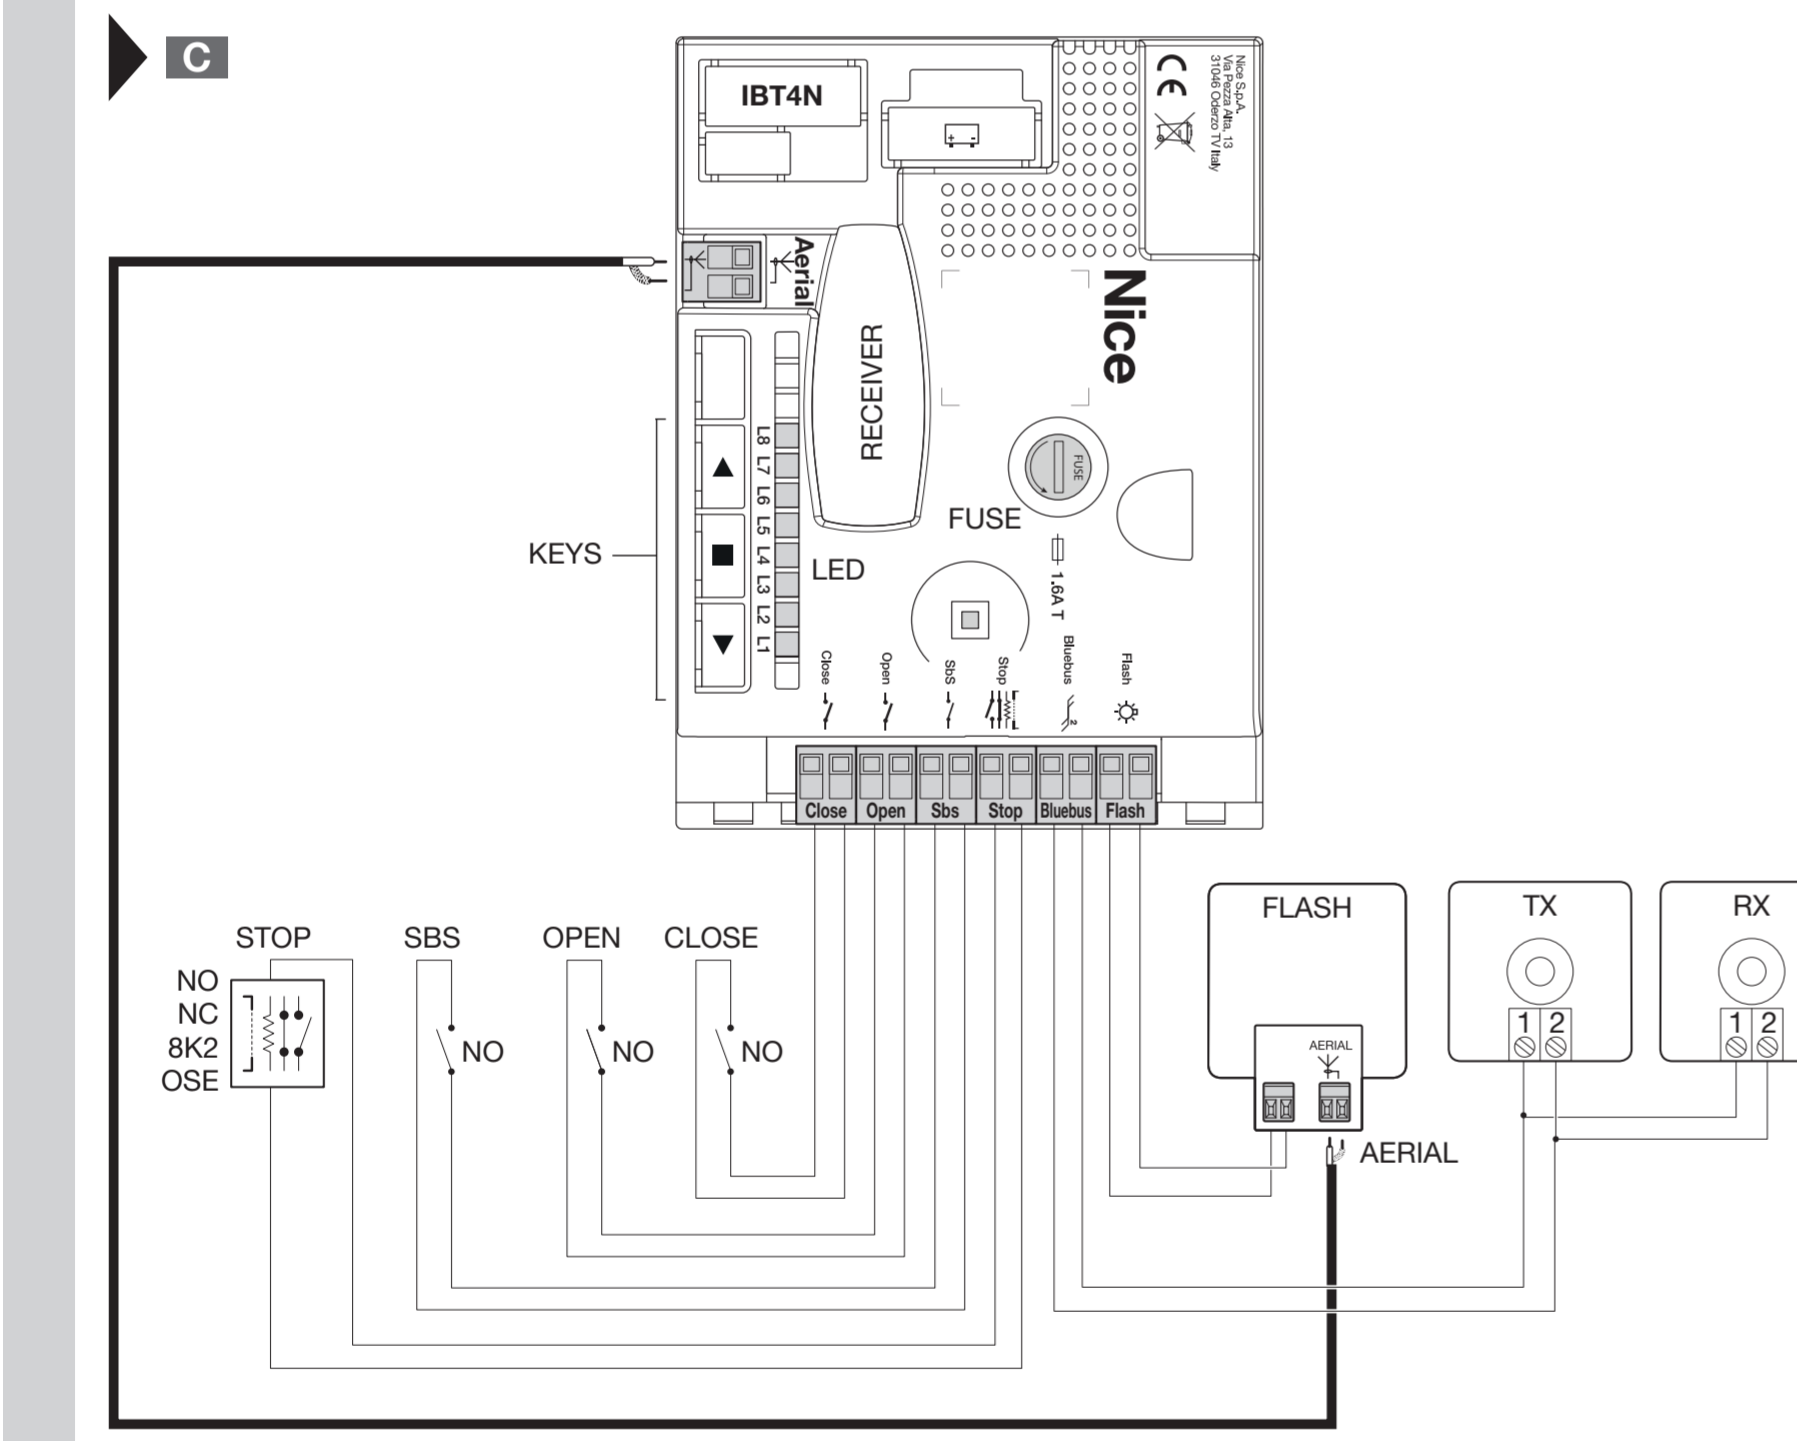 C
IBT4N
+ -
Nice S.p.A.
Via Pezza Alta, 13
31046 Oderzo TV Italy
CE
Aerial
Nice
RECEIVER
KEYS
L8
L7
L6
L5
L4
L3
L2
L1
LED
FUSE
FUSE
1.6A T
Close
Open
SbS
Stop
Bluebus
Flash
2
Close Open Sbs Stop Bluebus Flash
STOP SBS OPEN CLOSE
NO
NC
8K2
OSE
NO NO NO
FLASH TX RX
1 2 1 2
AERIAL
AERIAL